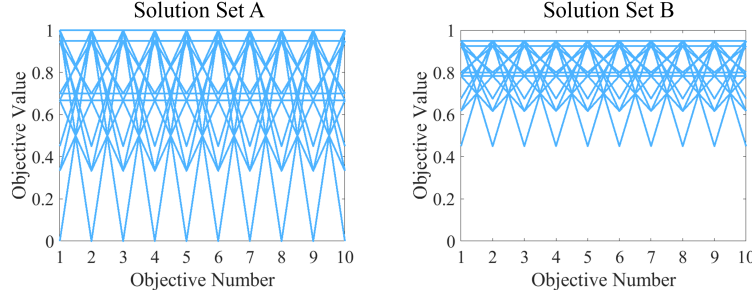 Solution Set A
Objective Value
1
0.8
0.6
0.4
0.2
0
1 2 3 4 5 6 7 8 9 10
Objective Number
Solution Set B
Objective Value
1
0.8
0.6
0.4
0.2
0
1 2 3 4 5 6 7 8 9 10
Objective Number